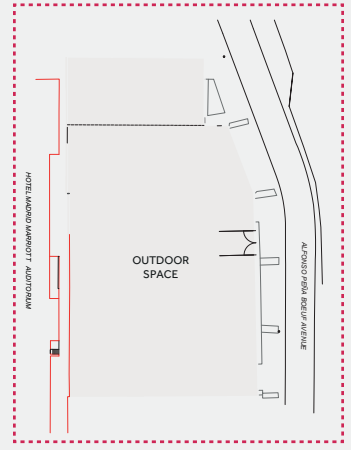 HOTEL MADRID MARRIOTT AUDITORIUM
OUTDOOR
SPACE
ALFONSO PEÑA BOEUF AVENUE